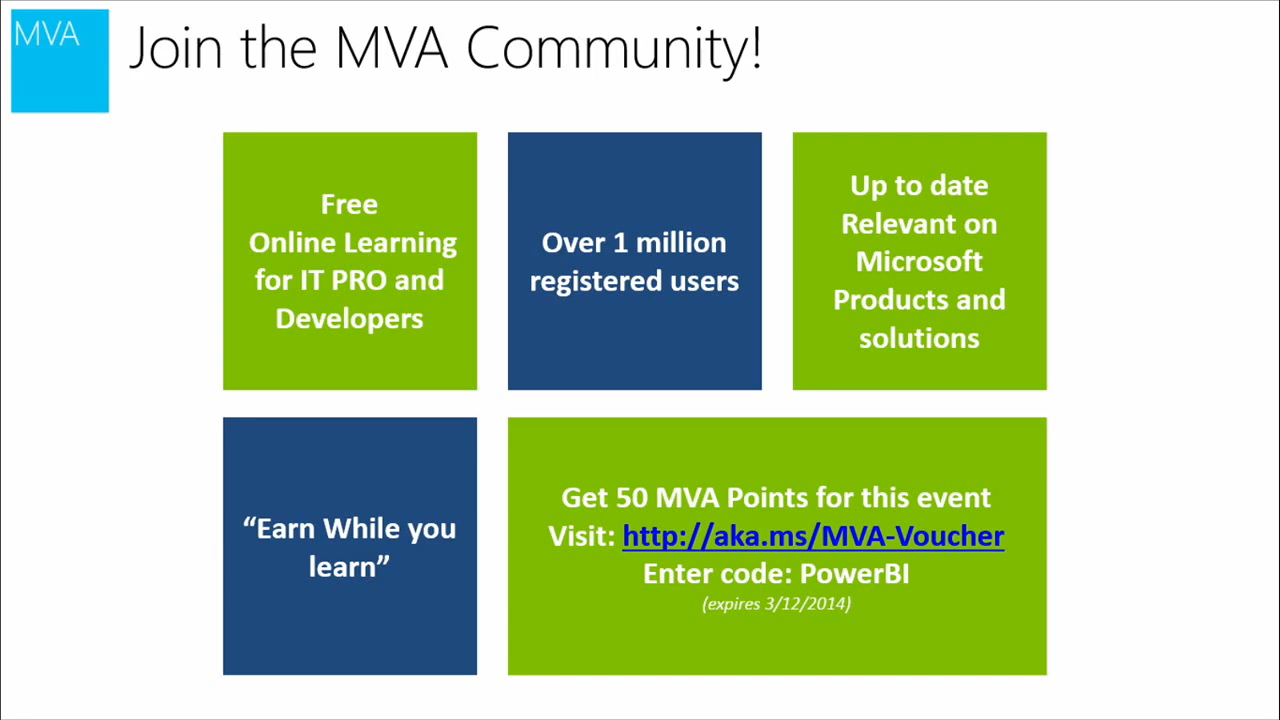 MVA
Join the MVA Community!
Free
Online Learning
for IT PRO and
Developers
Over 1 million
registered users
Up to date
Relevant on
Microsoft
Products and
solutions
“Earn While you
learn”
Get 50 MVA Points for this event
Visit: http://aka.ms/MVA-Voucher
Enter code: PowerBI
(expires 3/12/2014)